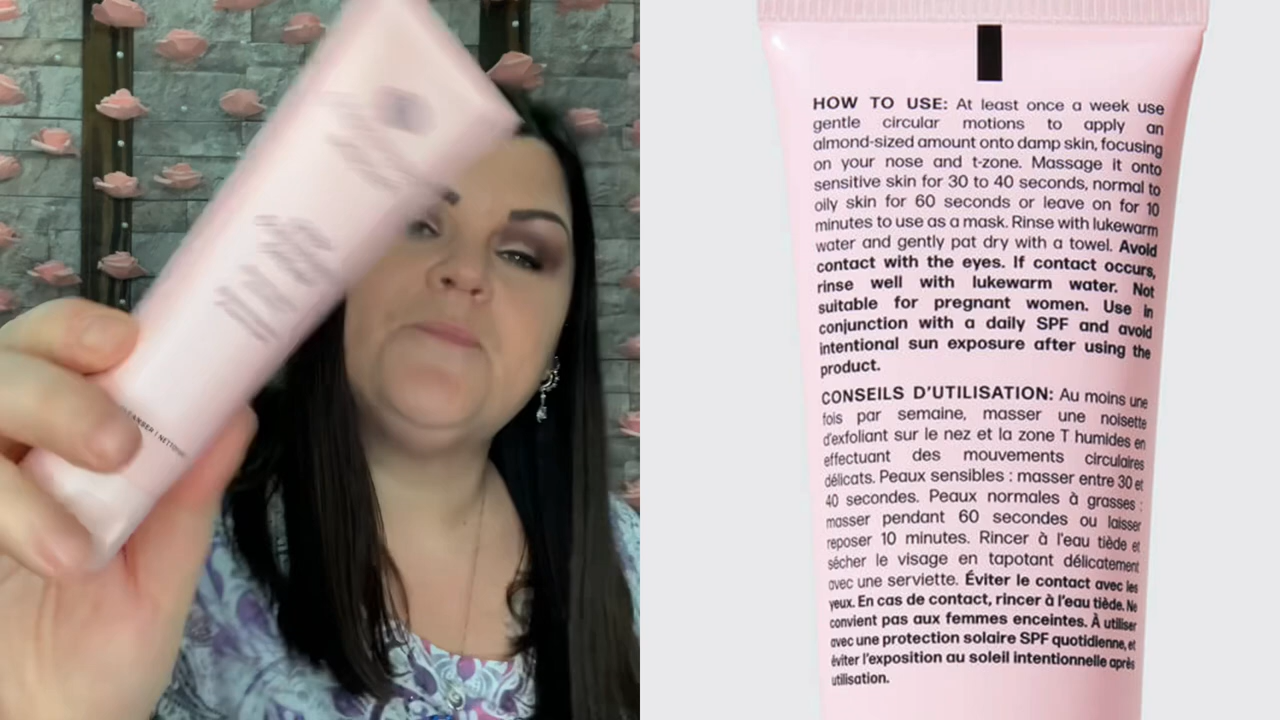 HOW TO USE: At least once a week use
gentle circular motions to apply an
almond-sized amount onto damp skin, focusing
on your nose and t-zone. Massage it onto
sensitive skin for 30 to 40 seconds, normal to
oily skin for 60 seconds or leave on for 10
minutes to use as a mask. Rinse with lukewarm
water and gently pat dry with a towel. Avoid
contact with the eyes. If contact occurs,
rinse well with lukewarm water. Not
suitable for pregnant women. Use in
conjunction with a daily SPF and avoid
intentional sun exposure after using the
product.
CONSEILS D'UTILISATION: Au moins une
fois par semaine, masser une noisette
d'exfoliant sur le nez et la zone T humides en
effectuant des mouvements circulaires
délicats. Peaux sensibles : masser entre 30 et
40 secondes. Peaux normales à grasses :
masser pendant 60 secondes ou laisser
reposer 10 minutes. Rincer à l'eau tiède et
sécher le visage en tapotant délicatement
avec une serviette. Éviter le contact avec les
yeux. En cas de contact, rincer à l'eau tiède. Ne
convient pas aux femmes enceintes. À utiliser
avec une protection solaire SPF quotidienne, et
éviter l'exposition au soleil intentionnelle après
utilisation.